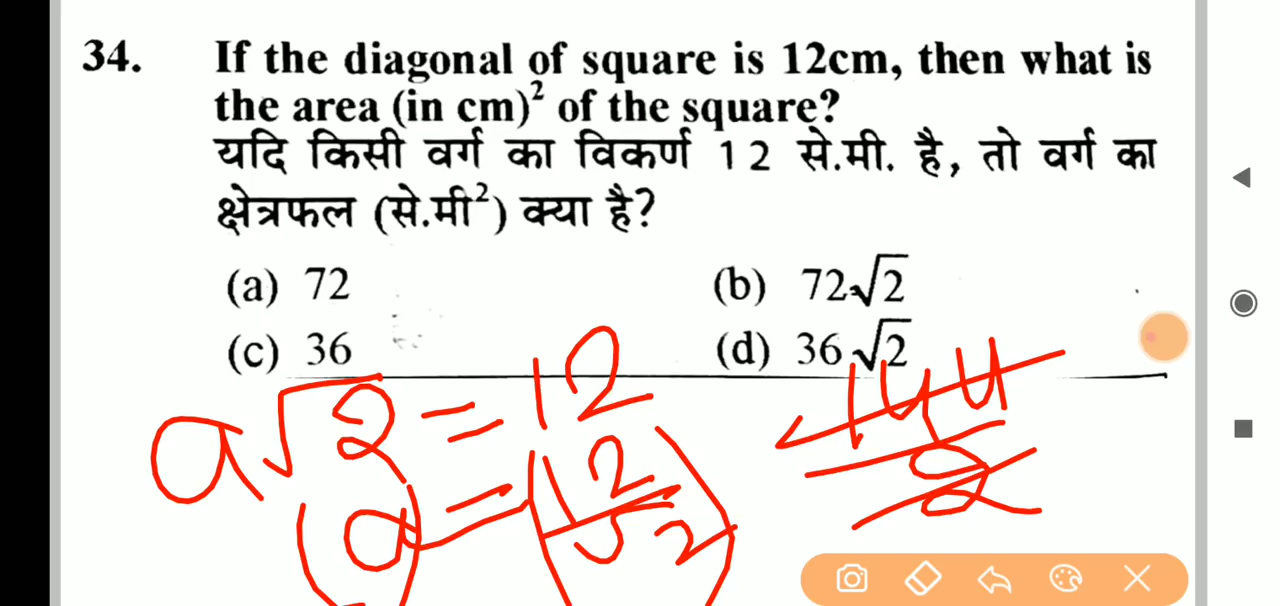 34. If the diagonal of square is 12cm, then what is
the area (in cm)² of the square?
यदि किसी वर्ग का विकर्ण 12 से.मी. है, तो वर्ग का
क्षेत्रफल (से.मी²) क्या है?
(a) 72 (b) 72√2
(c) 36 (d) 36√2
a√2 = 12
(a) = (12/√2)
144/2